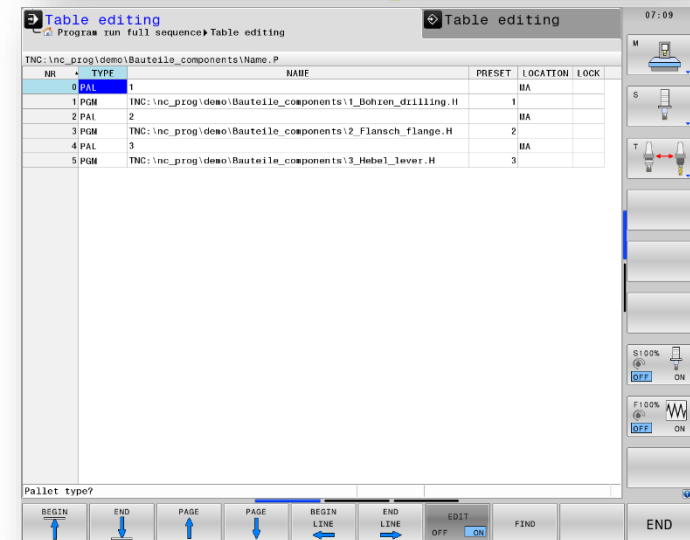 Table editing
Table editing
07:09
Program run full sequence▸Table editing
TNC:\nc_prog\demo\Bauteile_components\Name.P
NR TYPE NAME PRESET LOCATION LOCK
0 PAL 1 MA
1 PGM TNC:\nc_prog\demo\Bauteile_components\1_Bohren_drilling.H 1
2 PAL 2 MA
3 PGM TNC:\nc_prog\demo\Bauteile_components\2_Flansch_flange.H 2
4 PAL 3 MA
5 PGM TNC:\nc_prog\demo\Bauteile_components\3_Hebel_lever.H 3
M
S
T
S100%
OFF ON
F100%
OFF ON
Pallet type?
BEGIN
END
PAGE
PAGE
BEGIN LINE
END LINE
EDIT
OFF ON
FIND
END